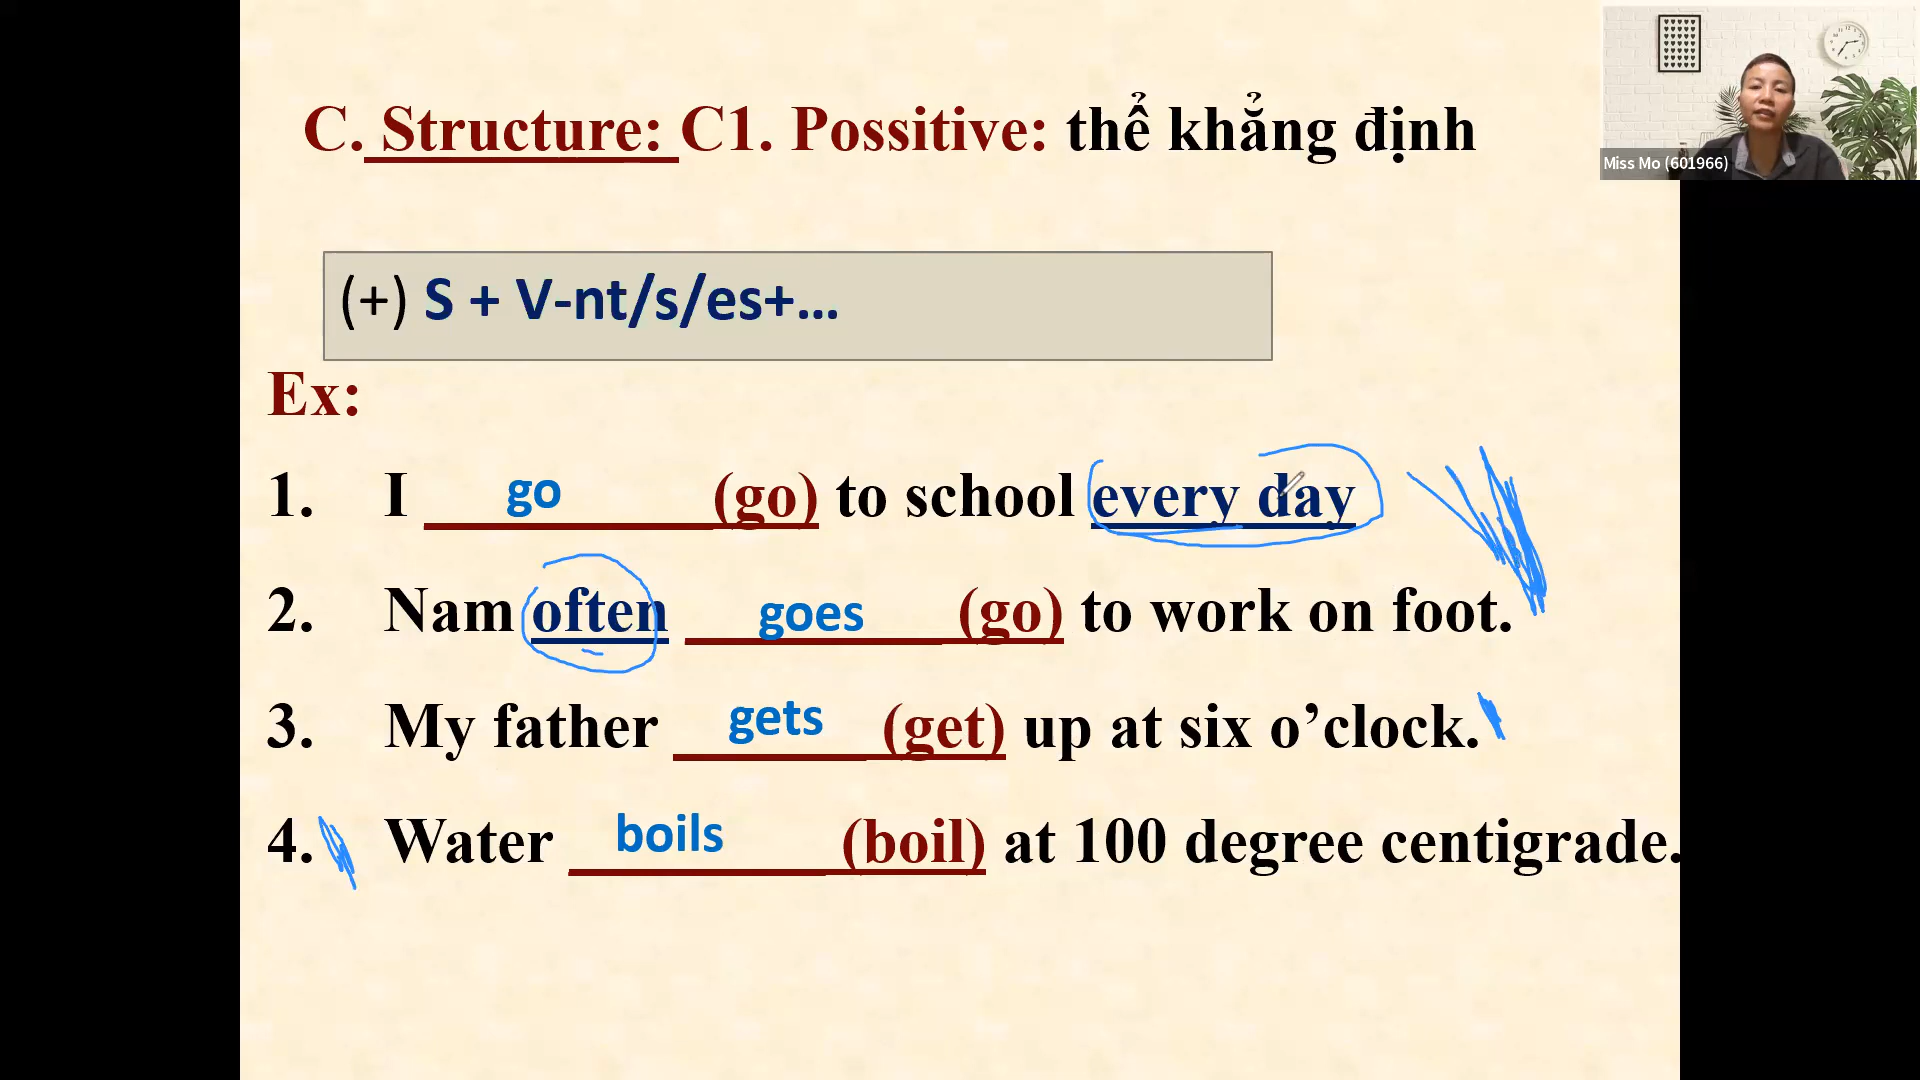 C. Structure: C1. Possitive: thể khẳng định
Miss Mo (601966)
(+) S + V-nt/s/es+...
Ex:
1. I go (go) to school every day
2. Nam often goes (go) to work on foot.
3. My father gets (get) up at six o’clock.
4. Water boils (boil) at 100 degree centigrade.